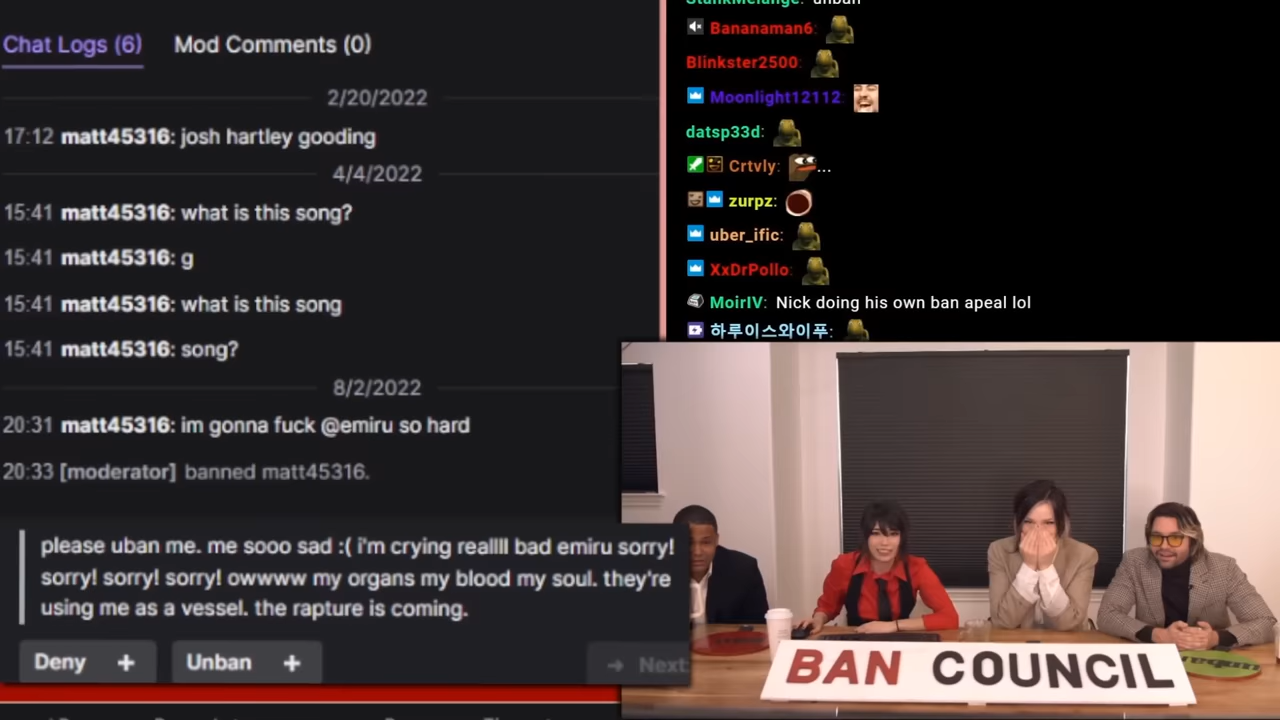 Chat Logs (6) Mod Comments (0)
2/20/2022
17:12 matt45316: josh hartley gooding
4/4/2022
15:41 matt45316: what is this song?
15:41 matt45316: g
15:41 matt45316: what is this song
15:41 matt45316: song?
8/2/2022
20:31 matt45316: im gonna fuck @emiru so hard
20:33 [moderator] banned matt45316.
please uban me. me sooo sad :( i'm crying reallll bad emiru sorry!
sorry! sorry! sorry! owwww my organs my blood my soul. they're
using me as a vessel. the rapture is coming.
Deny +
Unban +
→ Next
StunkMelange: unban
Bananaman6:
Blinkster2500:
Moonlight12112:
datsp33d:
Crtvly: ...
zurpz:
uber_ific:
XxDrPollo:
MoirIV: Nick doing his own ban apeal lol
하루이스와이푸:
BAN COUNCIL
vegan